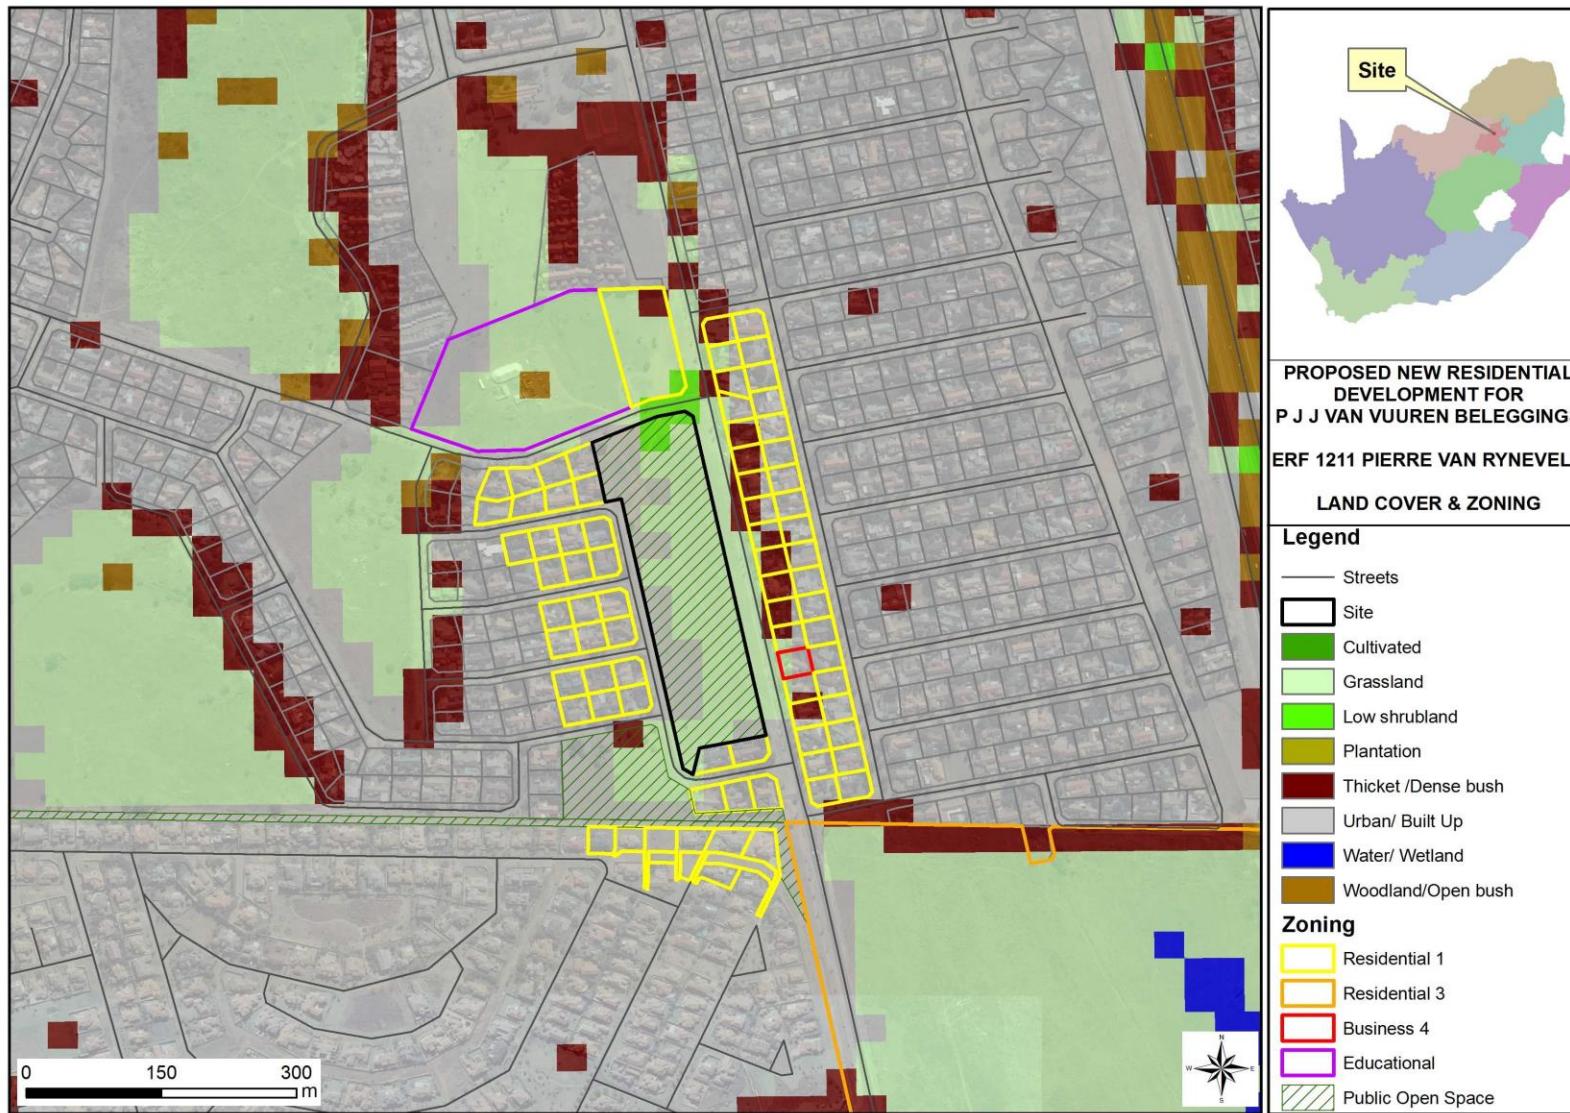 Site
PROPOSED NEW RESIDENTIAL
DEVELOPMENT FOR
P J J VAN VUUREN BELEGGING
ERF 1211 PIERRE VAN RYNEVEL
LAND COVER & ZONING
Legend
Streets
Site
Cultivated
Grassland
Low shrubland
Plantation
Thicket /Dense bush
Urban/ Built Up
Water/ Wetland
Woodland/Open bush
Zoning
Residential 1
Residential 3
Business 4
Educational
Public Open Space
0 150 300
m
N
W E
S